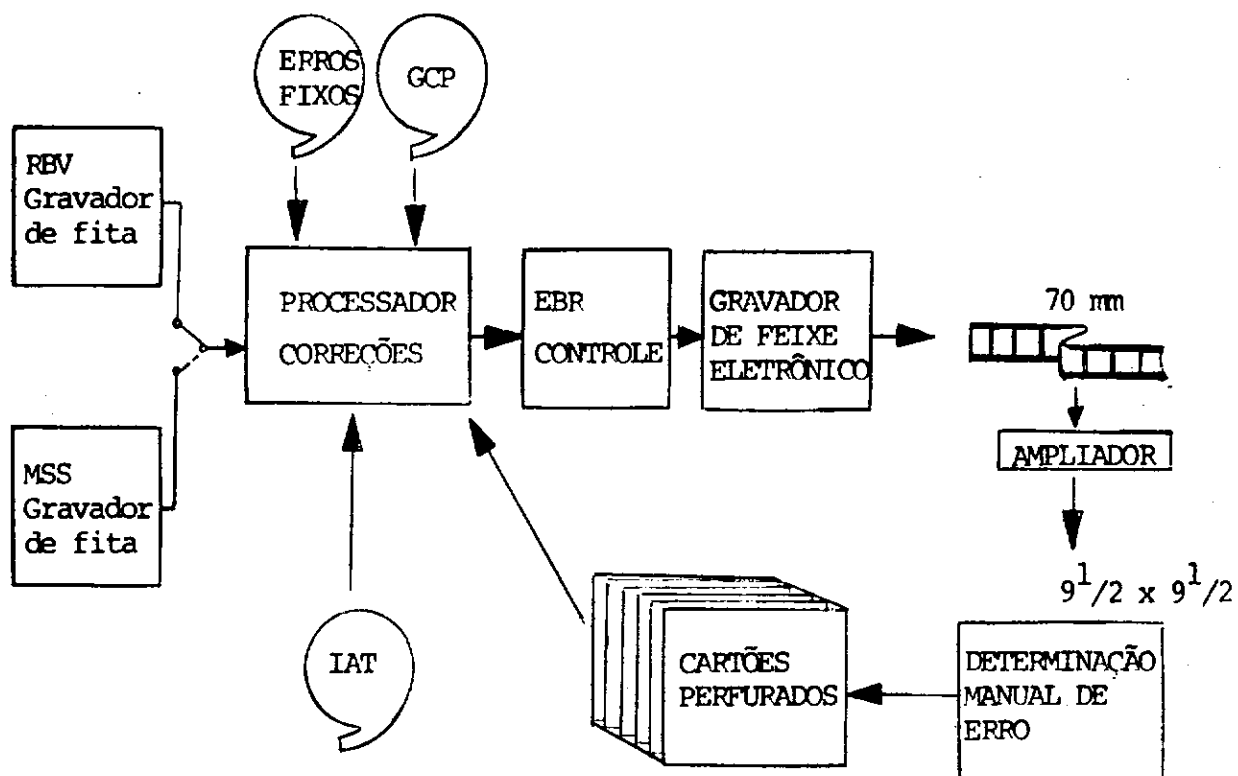 EPROS
FIXOS
GCP
RBV
Gravador
de fita
PROCESSADOR
CORREÇÕES
EBR
CONTROLE
GRAVADOR
DE FEIXE
ELETRÔNICO
70 mm
AMPLIADOR
9 1/2 x 9 1/2
MSS
Gravador
de fita
IAT
CARTÕES
PERFURADOS
DETERMINAÇÃO
MANUAL DE
ERRO